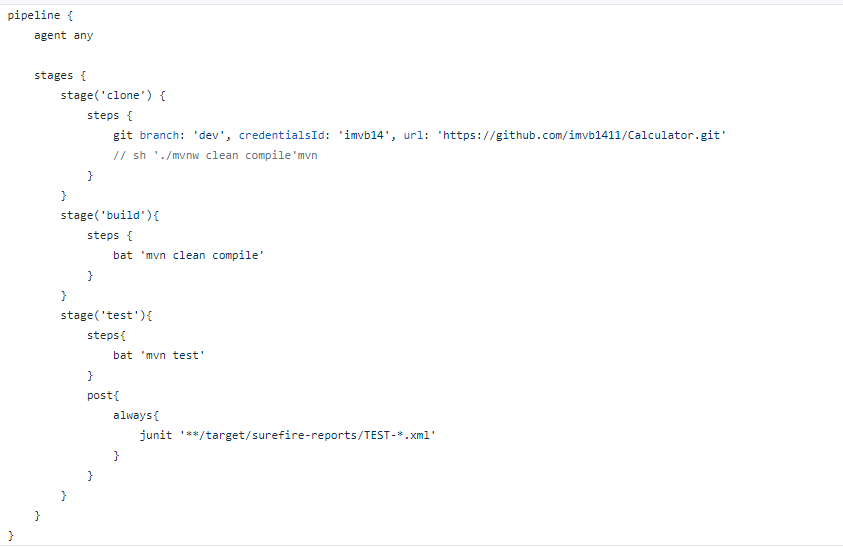 pipeline {
    agent any

    stages {
        stage('clone') {
            steps {
                git branch: 'dev', credentialsId: 'imvb14', url: 'https://github.com/imvb1411/Calculator.git'
                // sh './mvnw clean compile'mvn
            }
        }
        stage('build'){
            steps {
                bat 'mvn clean compile'
            }
        }
        stage('test'){
            steps{
                bat 'mvn test'
            }
            post{
                always{
                    junit '**/target/surefire-reports/TEST-*.xml'
                }
            }
        }
    }
}